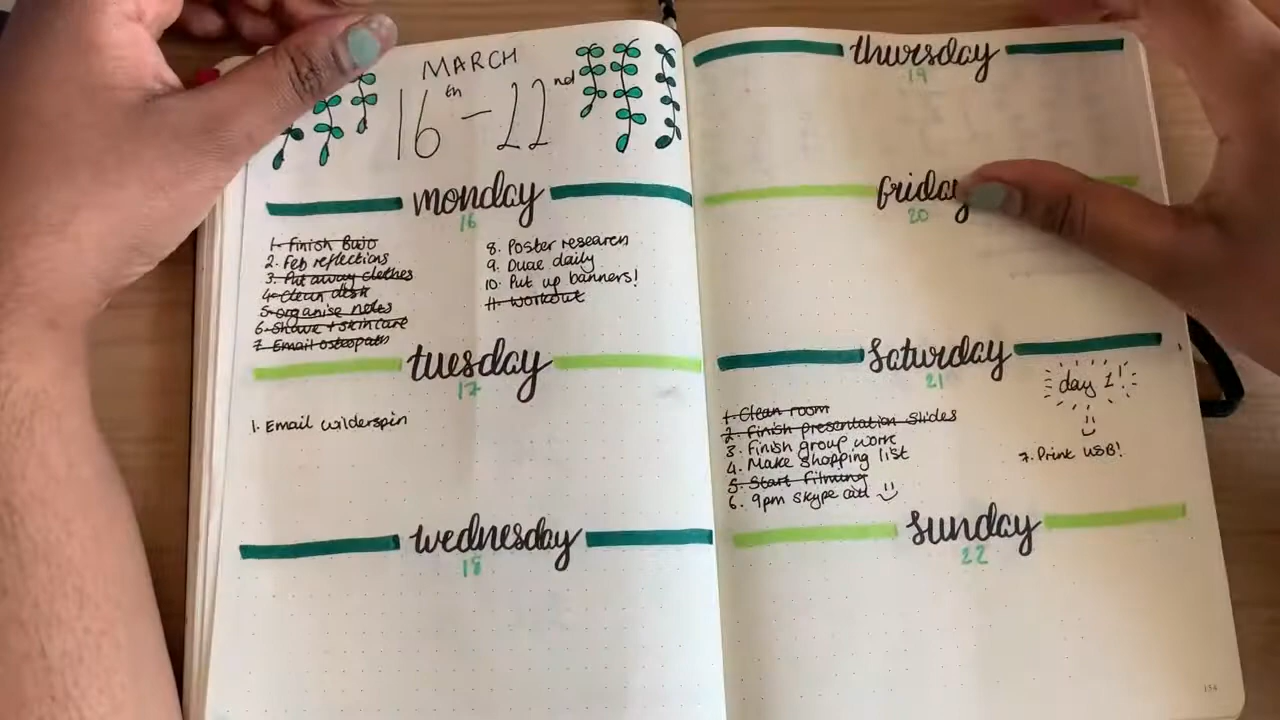 MARCH
16th - 22nd
monday
16
1. Finish Bujo
2. Feb reflections
3. Put away clothes
4. Clean desk
5. organise notes
6. Shave + skincare
7. Email osteopath
8. Poster research
9. daily
10. Put up banners!
11. Workout
tuesday
17
1. Email wilderspin
wednesday
18
thursday
19
friday
20
saturday
21
1. Clean room
2. Finish presentation slides
3. Finish group work
4. Make shopping list
5. Start filming
6. 9pm skype call
day 1!
7. Print USB!
sunday
22
154